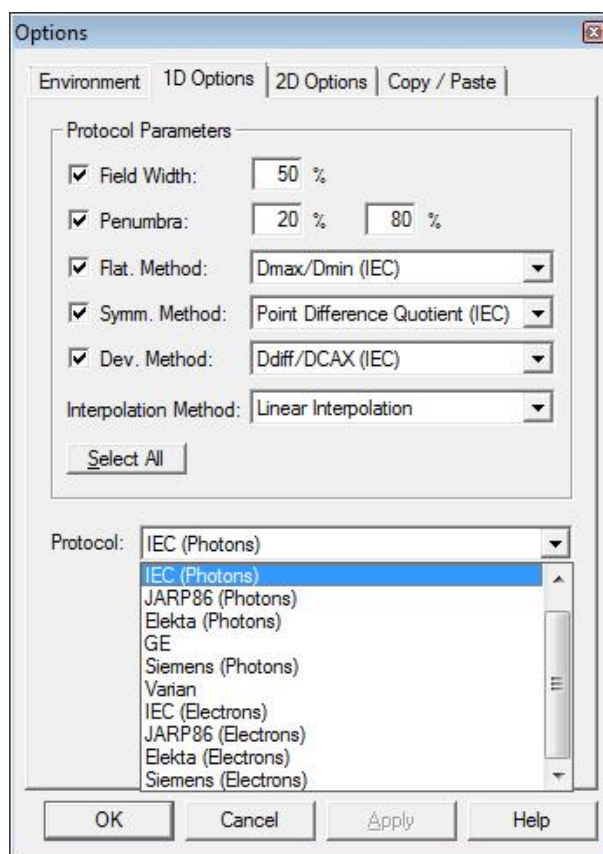 Options
Environment 1D Options 2D Options Copy / Paste
Protocol Parameters
Field Width: 50 %
Penumbra: 20 % 80 %
Flat. Method: Dmax/Dmin (IEC)
Symm. Method: Point Difference Quotient (IEC)
Dev. Method: Ddiff/DCAX (IEC)
Interpolation Method: Linear Interpolation
Select All
Protocol: IEC (Photons)
IEC (Photons)
JARP86 (Photons)
Elekta (Photons)
GE
Siemens (Photons)
Varian
IEC (Electrons)
JARP86 (Electrons)
Elekta (Electrons)
Siemens (Electrons)
OK Cancel Apply Help